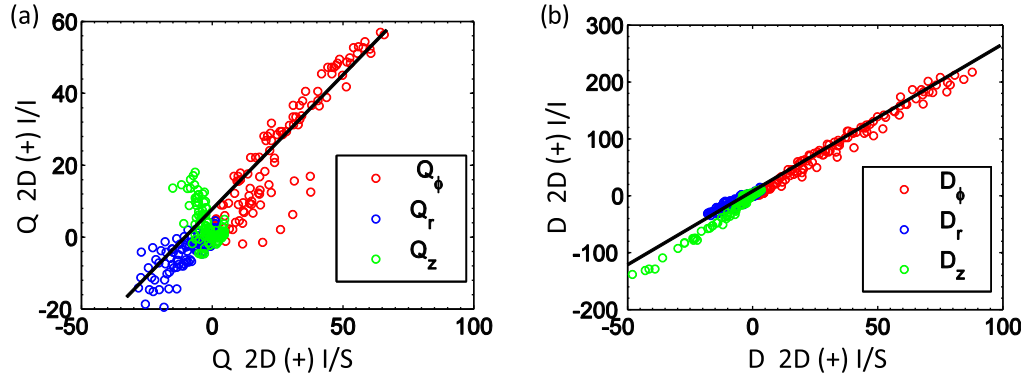 (a)
60
40
20
0
-20
-50
0
50
100
Q 2D (+) I/I
Q 2D (+) I/S
Qϕ
Qr
Qz
(b)
300
200
100
0
-100
-200
-50
0
50
100
D 2D (+) I/I
D 2D (+) I/S
Dϕ
Dr
Dz